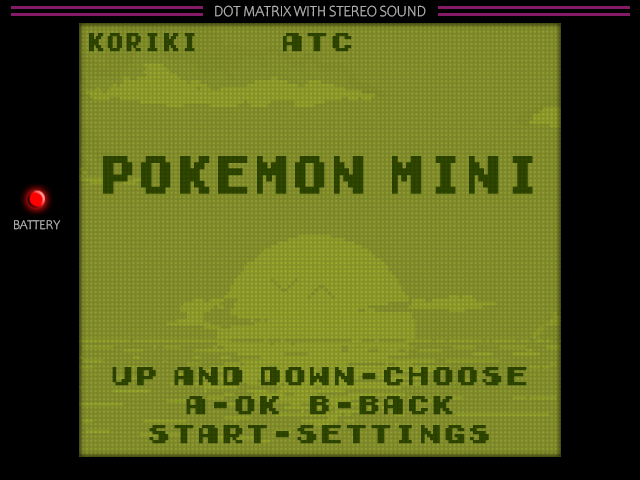 DOT MATRIX WITH STEREO SOUND
KORIKI ATC
POKEMON MINI
BATTERY
UP AND DOWN-CHOOSE
A-OK B-BACK
START-SETTINGS